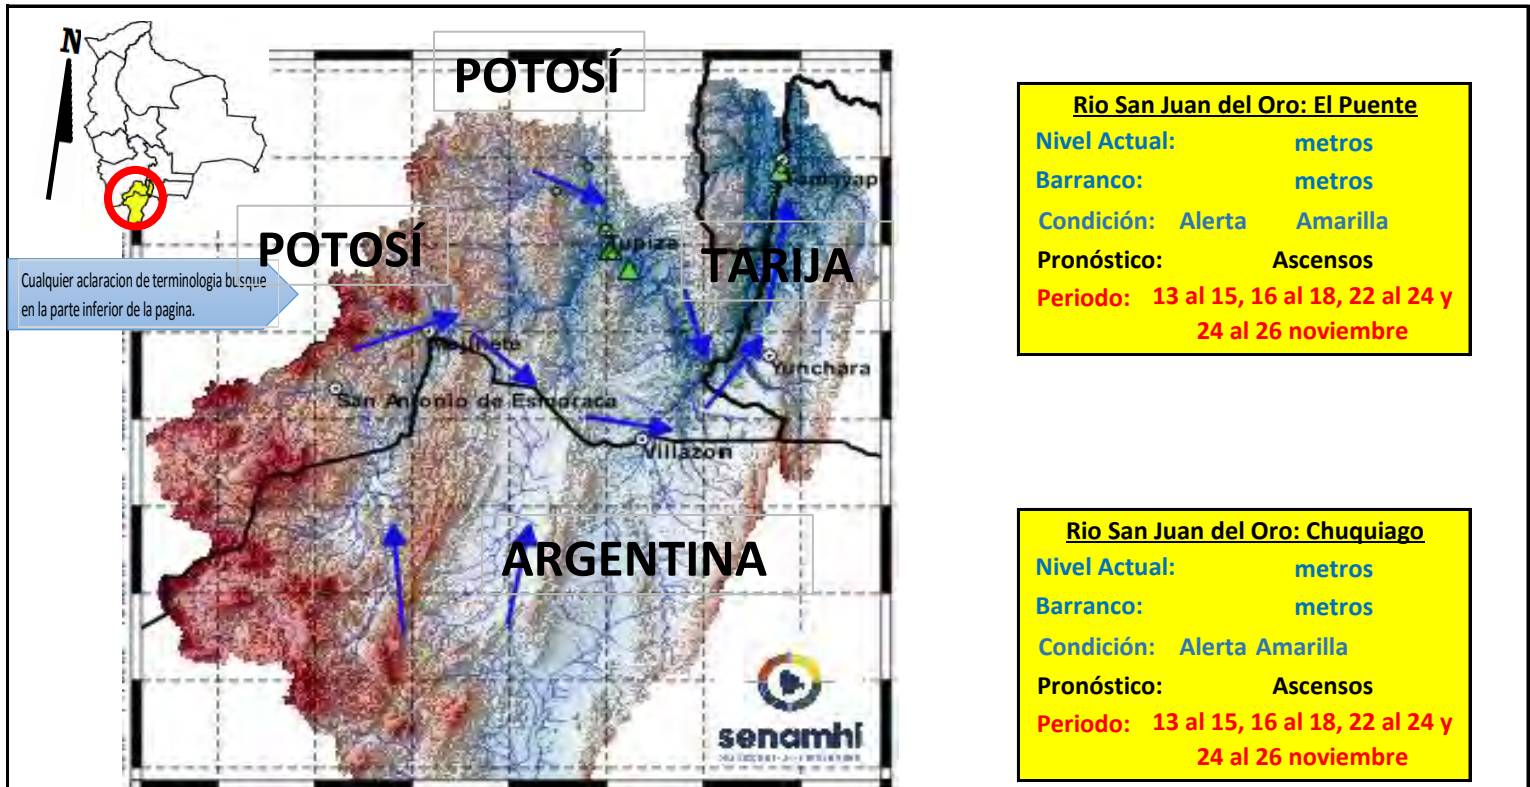 N
POTOSÍ
POTOSÍ
TARIJA
ARGENTINA
Cualquier aclaracion de terminologia busque
en la parte inferior de la pagina.
Tupiza
Yunchara
San Antonio de Esmoraca
Villazon
senamhi
Rio San Juan del Oro: El Puente
Nivel Actual: metros
Barranco: metros
Condición: Alerta Amarilla
Pronóstico: Ascensos
Periodo: 13 al 15, 16 al 18, 22 al 24 y
24 al 26 noviembre
Rio San Juan del Oro: Chuquiago
Nivel Actual: metros
Barranco: metros
Condición: Alerta Amarilla
Pronóstico: Ascensos
Periodo: 13 al 15, 16 al 18, 22 al 24 y
24 al 26 noviembre